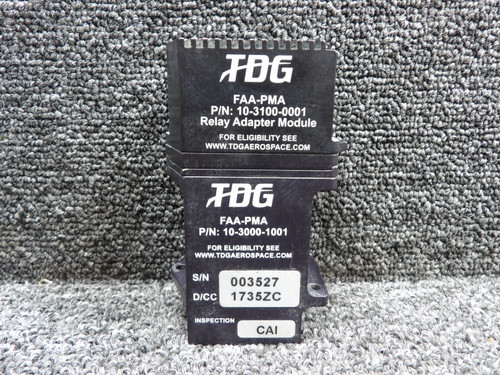 TDG
FAA-PMA
P/N: 10-3100-0001
Relay Adapter Module
FOR ELIGIBILITY SEE
WWW.TDGAEROSPACE.COM
TDG
FAA-PMA
P/N: 10-3000-1001
FOR ELIGIBILITY SEE
WWW.TDGAEROSPACE.COM
S/N 003527
D/CC 1735ZC
INSPECTION CAI